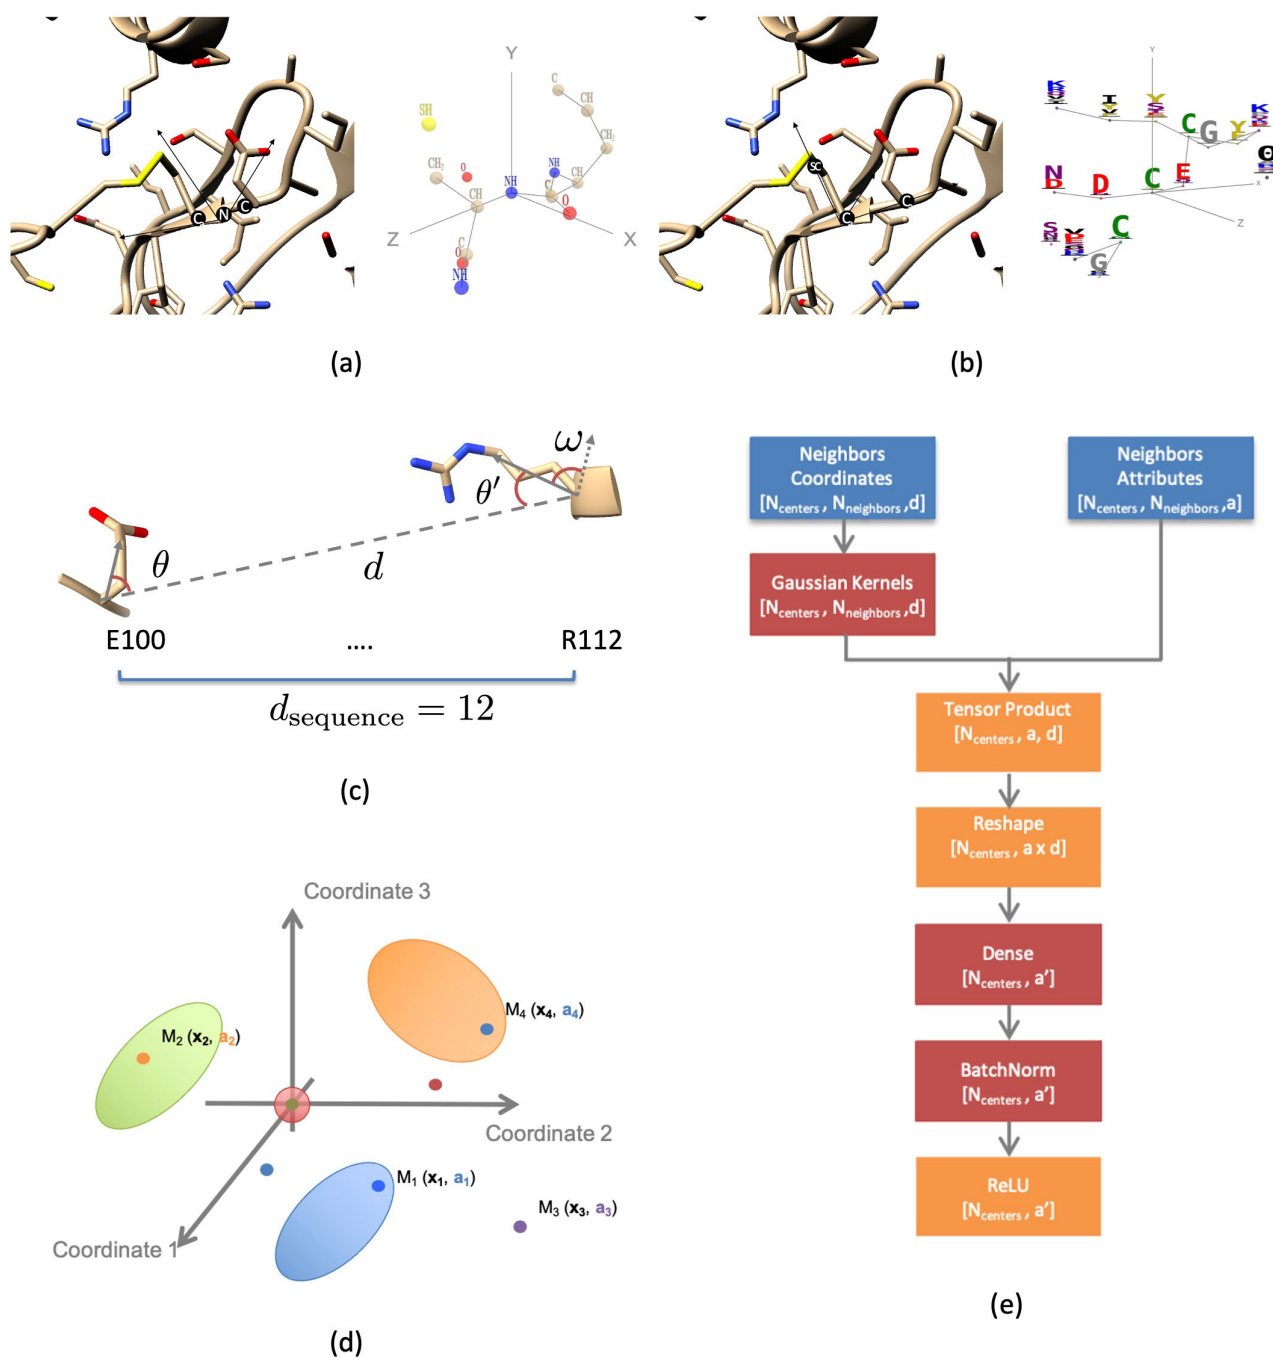 C
N
C
Y
Z
X
SH
CH₂
O
CH
C
O
NH
NH
NH
C
CH
CH₂
CH
C
O
(a)
SC
C
C
Y
X
Z
K
I
Y
S
C
G
Y
K
N
D
D
C
E
S
C
G
(b)
θ
d
θ′
ω
E100
....
R112
d_sequence = 12
(c)
Coordinate 3
M₄ (x₄, a₄)
M₂ (x₂, a₂)
Coordinate 2
M₁ (x₁, a₁)
M₃ (x₃, a₃)
Coordinate 1
(d)
Neighbors
Coordinates
[N_centers , N_neighbors ,d]
Neighbors
Attributes
[N_centers , N_neighbors ,a]
Gaussian Kernels
[N_centers , N_neighbors ,d]
Tensor Product
[N_centers , a, d]
Reshape
[N_centers , a x d]
Dense
[N_centers , a′]
BatchNorm
[N_centers , a′]
ReLU
[N_centers , a′]
(e)